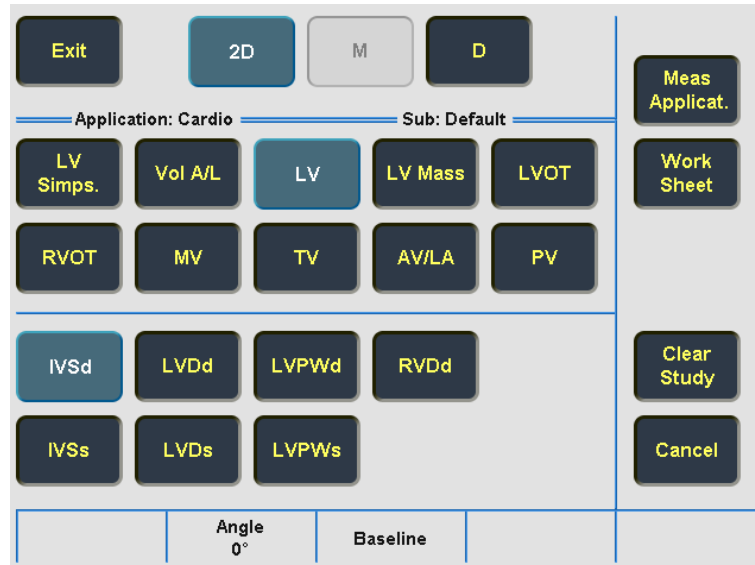 Exit
2D
M
D
Meas
Applicat.
Application: Cardio
Sub: Default
LV
Simps.
Vol A/L
LV
LV Mass
LVOT
Work
Sheet
RVOT
MV
TV
AV/LA
PV
IVSd
LVDd
LVPWd
RVDd
Clear
Study
IVSs
LVDs
LVPWs
Cancel
Angle
0°
Baseline